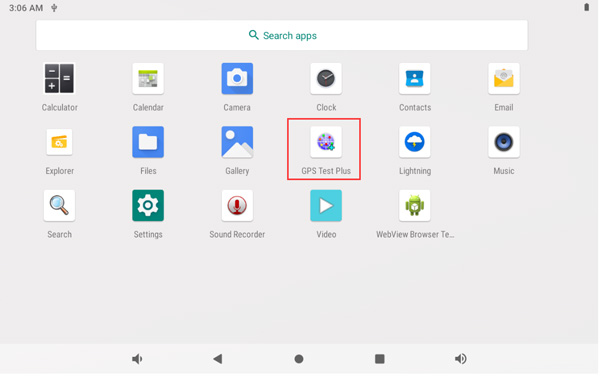 3:06 AM
Search apps
Calculator
Calendar
Camera
Clock
Contacts
Email
Explorer
Files
Gallery
GPS Test Plus
Lightning
Music
Search
Settings
Sound Recorder
Video
WebView Browser Te...